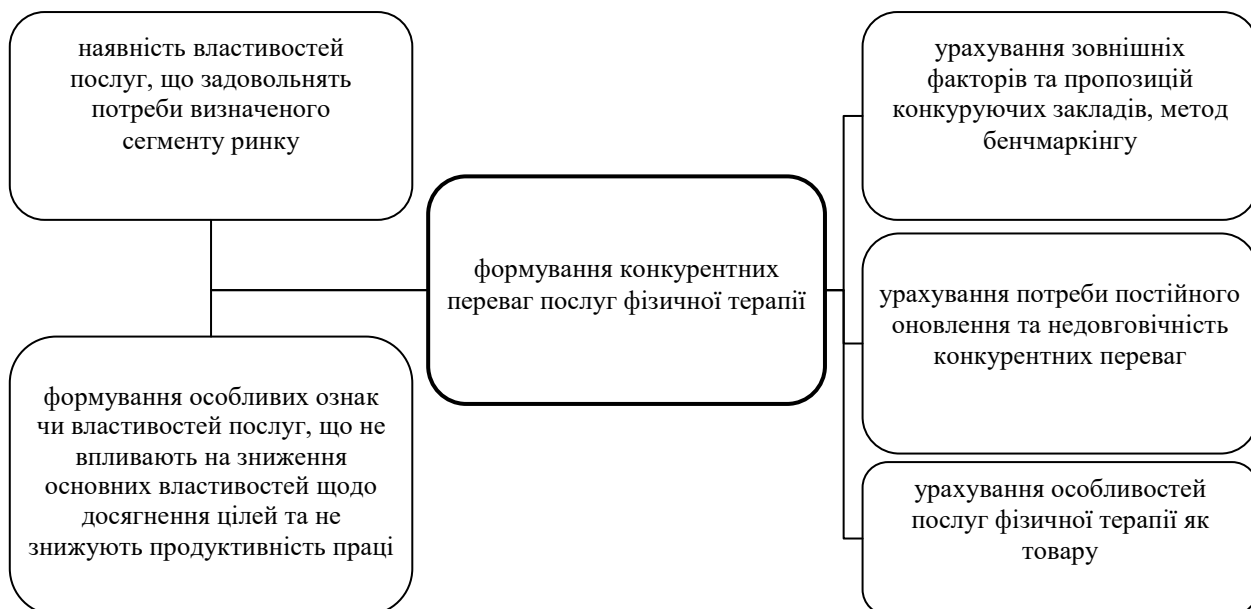 наявність властивостей
послуг, що задовольнять
потреби визначеного
сегменту ринку
формування особливих ознак
чи властивостей послуг, що не
впливають на зниження
основних властивостей щодо
досягнення цілей та не
знижують продуктивність праці
формування конкурентних
переваг послуг фізичної терапії
урахування зовнішніх
факторів та пропозицій
конкуруючих закладів, метод
бенчмаркінгу
урахування потреби постійного
оновлення та недовговічність
конкурентних переваг
урахування особливостей
послуг фізичної терапії як
товару